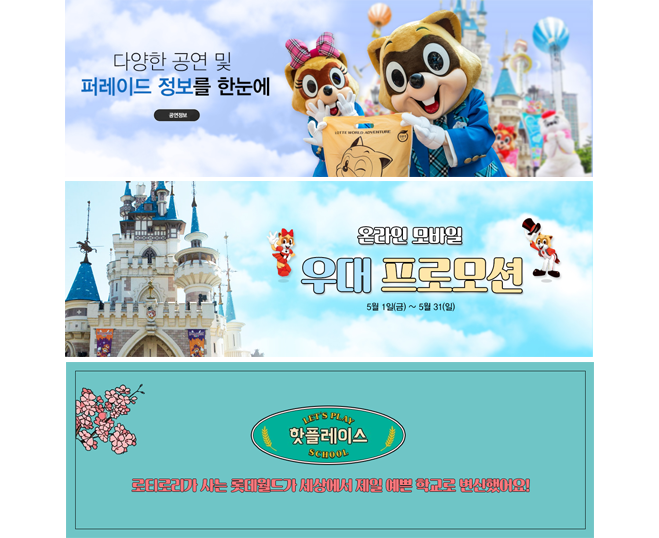 다양한 공연 및
퍼레이드 정보를 한눈에
공연정보
LOTTE WORLD ADVENTURE
온라인 모바일
우대 프로모션
5월 1일(금) ~ 5월 31(일)
LET'S PLAY
핫플레이스
SCHOOL
로티로리가 사는 롯데월드가 세상에서 제일 예쁜 학교로 변신했어요!